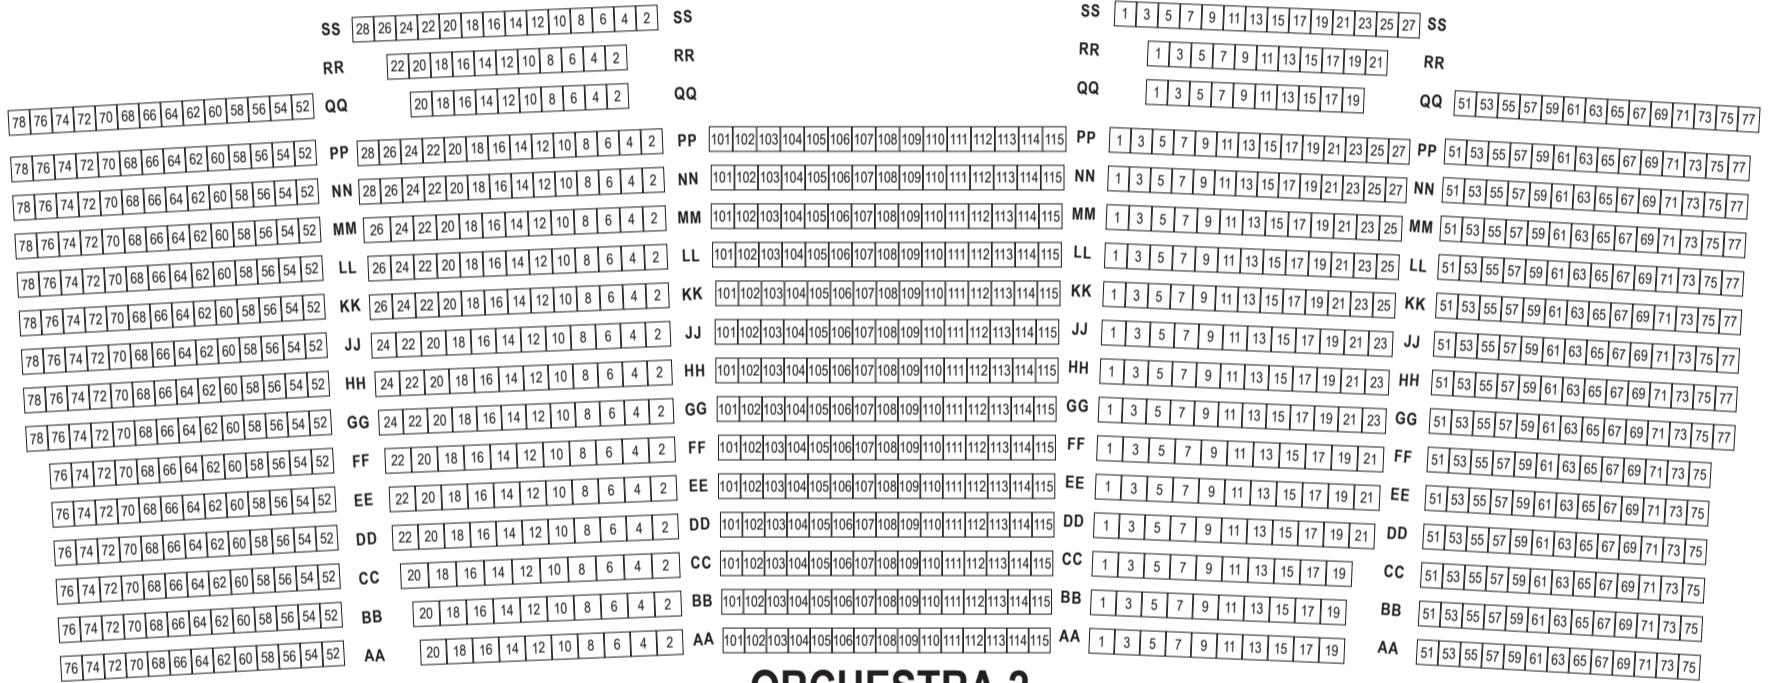 SS 28 26 24 22 20 18 16 14 12 10 8 6 4 2 SS SS 1 3 5 7 9 11 13 15 17 19 21 23 25 27 SS
RR 22 20 18 16 14 12 10 8 6 4 2 RR RR 1 3 5 7 9 11 13 15 17 19 21 RR
78 76 74 72 70 68 66 64 62 60 58 56 54 52 QQ 20 18 16 14 12 10 8 6 4 2 QQ QQ 1 3 5 7 9 11 13 15 17 19 QQ 51 53 55 57 59 61 63 65 67 69 71 73 75 77
78 76 74 72 70 68 66 64 62 60 58 56 54 52 PP 28 26 24 22 20 18 16 14 12 10 8 6 4 2 PP 101 102 103 104 105 106 107 108 109 110 111 112 113 114 115 PP 1 3 5 7 9 11 13 15 17 19 21 23 25 27 PP 51 53 55 57 59 61 63 65 67 69 71 73 75 77
78 76 74 72 70 68 66 64 62 60 58 56 54 52 NN 28 26 24 22 20 18 16 14 12 10 8 6 4 2 NN 101 102 103 104 105 106 107 108 109 110 111 112 113 114 115 NN 1 3 5 7 9 11 13 15 17 19 21 23 25 27 NN 51 53 55 57 59 61 63 65 67 69 71 73 75 77
78 76 74 72 70 68 66 64 62 60 58 56 54 52 MM 26 24 22 20 18 16 14 12 10 8 6 4 2 MM 101 102 103 104 105 106 107 108 109 110 111 112 113 114 115 MM 1 3 5 7 9 11 13 15 17 19 21 23 25 MM 51 53 55 57 59 61 63 65 67 69 71 73 75 77
78 76 74 72 70 68 66 64 62 60 58 56 54 52 LL 26 24 22 20 18 16 14 12 10 8 6 4 2 LL 101 102 103 104 105 106 107 108 109 110 111 112 113 114 115 LL 1 3 5 7 9 11 13 15 17 19 21 23 25 LL 51 53 55 57 59 61 63 65 67 69 71 73 75 77
78 76 74 72 70 68 66 64 62 60 58 56 54 52 KK 26 24 22 20 18 16 14 12 10 8 6 4 2 KK 101 102 103 104 105 106 107 108 109 110 111 112 113 114 115 KK 1 3 5 7 9 11 13 15 17 19 21 23 25 KK 51 53 55 57 59 61 63 65 67 69 71 73 75 77
78 76 74 72 70 68 66 64 62 60 58 56 54 52 JJ 24 22 20 18 16 14 12 10 8 6 4 2 JJ 101 102 103 104 105 106 107 108 109 110 111 112 113 114 115 JJ 1 3 5 7 9 11 13 15 17 19 21 23 JJ 51 53 55 57 59 61 63 65 67 69 71 73 75 77
78 76 74 72 70 68 66 64 62 60 58 56 54 52 HH 24 22 20 18 16 14 12 10 8 6 4 2 HH 101 102 103 104 105 106 107 108 109 110 111 112 113 114 115 HH 1 3 5 7 9 11 13 15 17 19 21 23 HH 51 53 55 57 59 61 63 65 67 69 71 73 75 77
78 76 74 72 70 68 66 64 62 60 58 56 54 52 GG 24 22 20 18 16 14 12 10 8 6 4 2 GG 101 102 103 104 105 106 107 108 109 110 111 112 113 114 115 GG 1 3 5 7 9 11 13 15 17 19 21 23 GG 51 53 55 57 59 61 63 65 67 69 71 73 75 77
76 74 72 70 68 66 64 62 60 58 56 54 52 FF 22 20 18 16 14 12 10 8 6 4 2 FF 101 102 103 104 105 106 107 108 109 110 111 112 113 114 115 FF 1 3 5 7 9 11 13 15 17 19 21 FF 51 53 55 57 59 61 63 65 67 69 71 73 75
76 74 72 70 68 66 64 62 60 58 56 54 52 EE 22 20 18 16 14 12 10 8 6 4 2 EE 101 102 103 104 105 106 107 108 109 110 111 112 113 114 115 EE 1 3 5 7 9 11 13 15 17 19 21 EE 51 53 55 57 59 61 63 65 67 69 71 73 75
76 74 72 70 68 66 64 62 60 58 56 54 52 DD 22 20 18 16 14 12 10 8 6 4 2 DD 101 102 103 104 105 106 107 108 109 110 111 112 113 114 115 DD 1 3 5 7 9 11 13 15 17 19 21 DD 51 53 55 57 59 61 63 65 67 69 71 73 75
76 74 72 70 68 66 64 62 60 58 56 54 52 CC 20 18 16 14 12 10 8 6 4 2 CC 101 102 103 104 105 106 107 108 109 110 111 112 113 114 115 CC 1 3 5 7 9 11 13 15 17 19 CC 51 53 55 57 59 61 63 65 67 69 71 73 75
76 74 72 70 68 66 64 62 60 58 56 54 52 BB 20 18 16 14 12 10 8 6 4 2 BB 101 102 103 104 105 106 107 108 109 110 111 112 113 114 115 BB 1 3 5 7 9 11 13 15 17 19 BB 51 53 55 57 59 61 63 65 67 69 71 73 75
76 74 72 70 68 66 64 62 60 58 56 54 52 AA 20 18 16 14 12 10 8 6 4 2 AA 101 102 103 104 105 106 107 108 109 110 111 112 113 114 115 AA 1 3 5 7 9 11 13 15 17 19 AA 51 53 55 57 59 61 63 65 67 69 71 73 75
ORCHESTRA 2